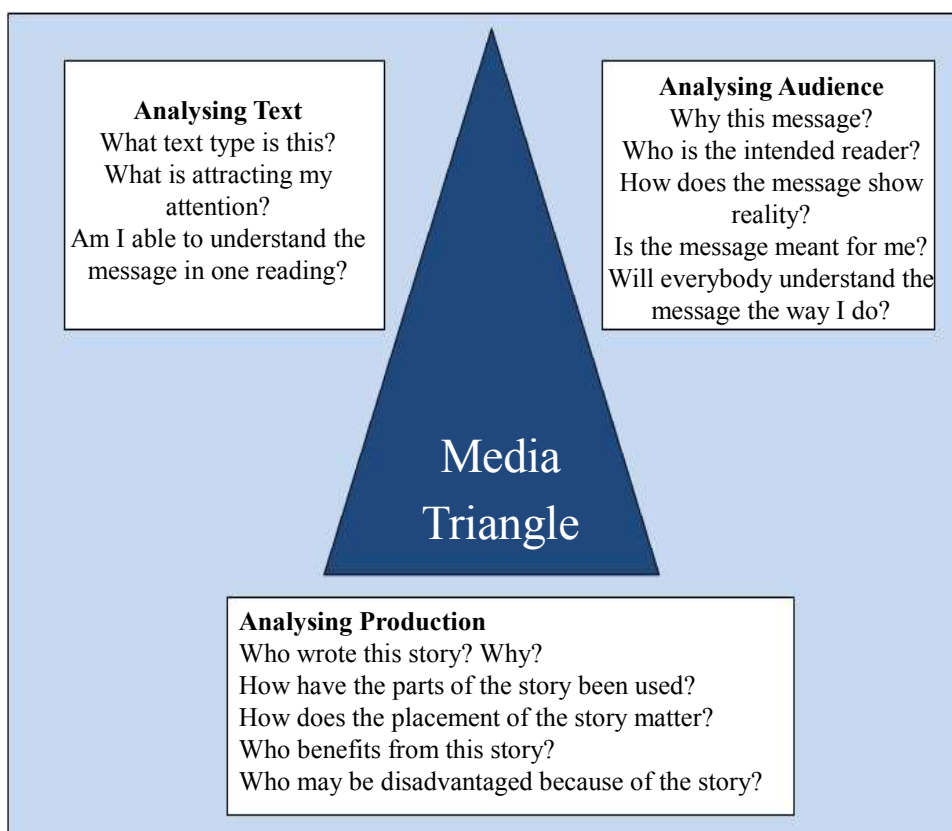 Analysing Text
What text type is this?
What is attracting my
attention?
Am I able to understand the
message in one reading?
Analysing Audience
Why this message?
Who is the intended reader?
How does the message show
reality?
Is the message meant for me?
Will everybody understand the
message the way I do?
Media
Triangle
Analysing Production
Who wrote this story? Why?
How have the parts of the story been used?
How does the placement of the story matter?
Who benefits from this story?
Who may be disadvantaged because of the story?